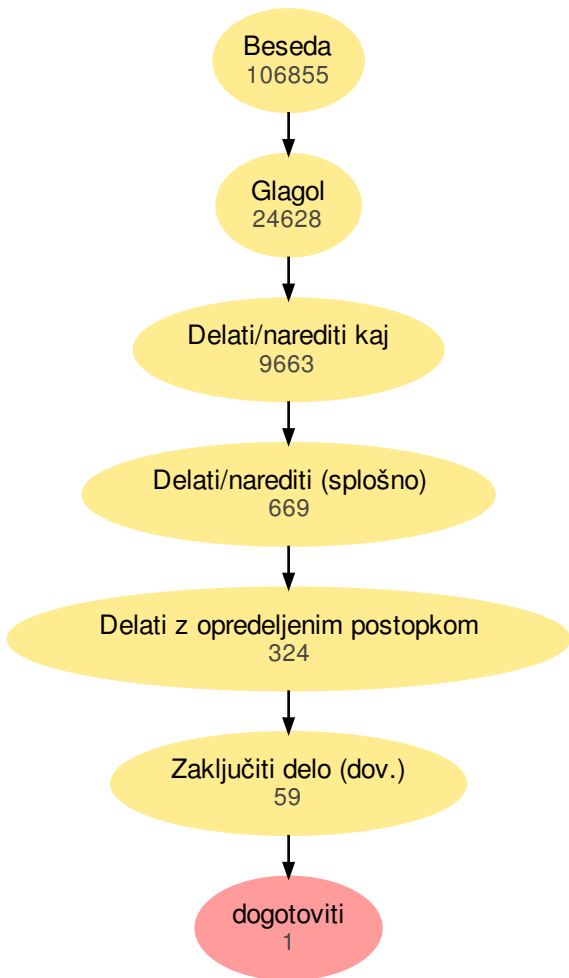 Beseda
106855
Glagol
24628
Delati/narediti kaj
9663
Delati/narediti (splošno)
669
Delati z opredeljenim postopkom
324
Zaključiti delo (dov.)
59
dogotoviti
1